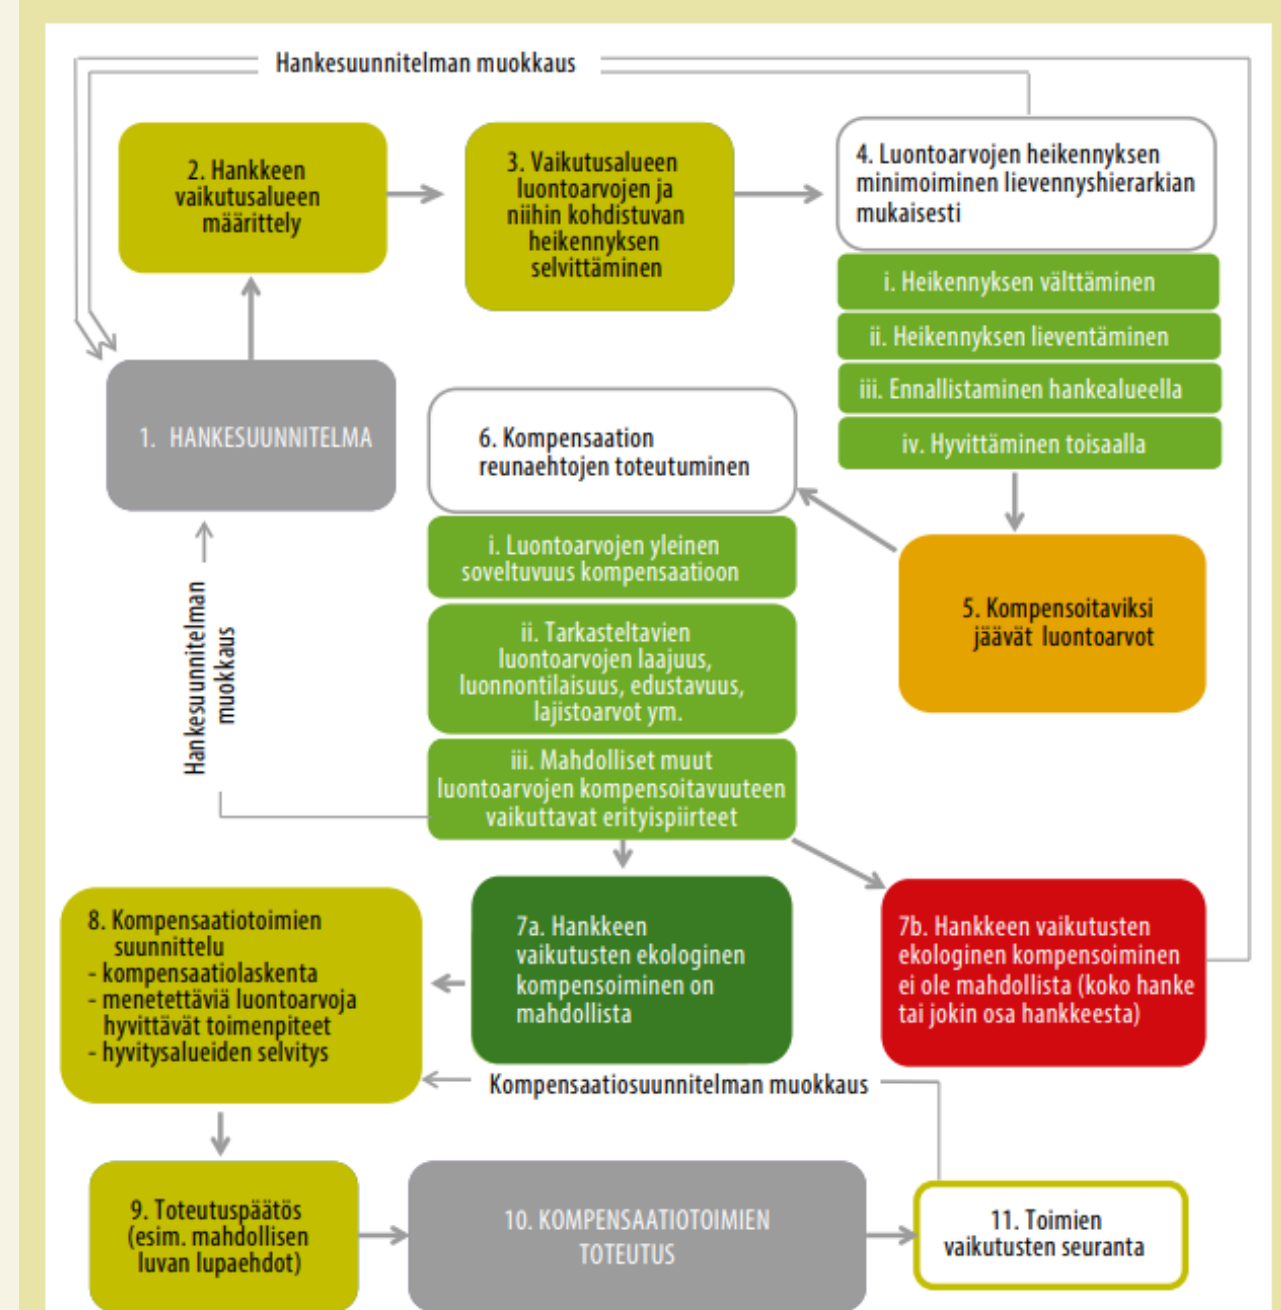 Hankesuunnitelman muokkaus
2. Hankkeen
vaikutusalueen
määrittely
3. Vaikutusalueen
luontoarvojen ja
niihin kohdistuvan
heikennyksen
selvittäminen
4. Luontoarvojen heikennyksen
minimoiminen lievennyshierarkian
mukaisesti
i. Heikennyksen välttäminen
ii. Heikennyksen lieventäminen
iii. Ennallistaminen hankealueella
iv. Hyvittäminen toisaalla
1. HANKESUUNNITELMA
6. Kompensaation
reunaehtojen toteutuminen
i. Luontoarvojen yleinen
soveltuvuus kompensaatioon
ii. Tarkasteltavien
luontoarvojen laajuus,
luonnontilaisuus, edustavuus,
lajistoarvot ym.
iii. Mahdolliset muut
luontoarvojen kompensoitavuuteen
vaikuttavat erityispiirteet
5. Kompensoitaviksi
jäävät luontoarvot
Hankesuunnitelman
muokkaus
8. Kompensaatiotoimien
suunnittelu
- kompensaatiolaskenta
- menetettäviä luontoarvoja
hyvittävät toimenpiteet
- hyvitysalueiden selvitys
7a. Hankkeen
vaikutusten ekologinen
kompensoiminen on
mahdollista
7b. Hankkeen vaikutusten
ekologinen kompensoiminen
ei ole mahdollista (koko hanke
tai jokin osa hankkeesta)
Kompensaatiosuunnitelman muokkaus
9. Toteutuspäätös
(esim. mahdollisen
luvan lupaehdot)
10. KOMPENSAATIOTOIMIEN
TOTEUTUS
11. Toimien
vaikutusten seuranta